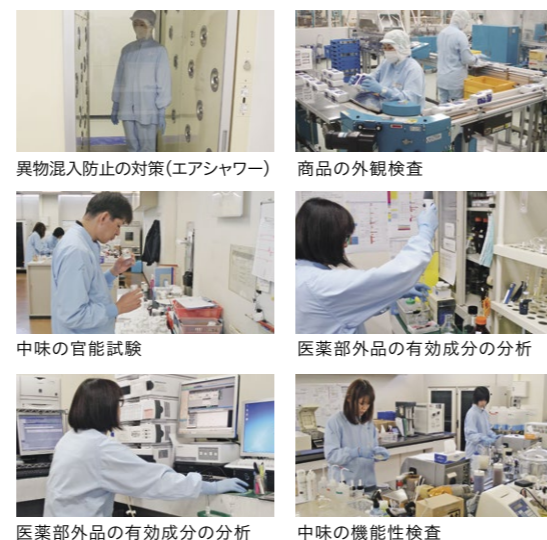 異物混入防止の対策（エアシャワー）
商品の外観検査
中味の官能試験
医薬部外品の有効成分の分析
医薬部外品の有効成分の分析
中味の機能性検査